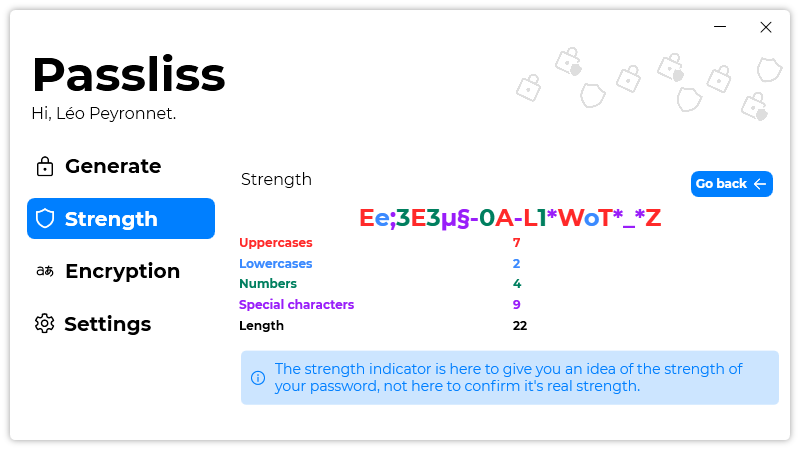 Passliss
Hi, Léo Peyronnet.
Generate
Strength
Encryption
Settings
Strength
Go back
Ee;3E3µ§-0A-L1*WoT*_*Z
Uppercases 7
Lowercases 2
Numbers 4
Special characters 9
Length 22
The strength indicator is here to give you an idea of the strength of
your password, not here to confirm it's real strength.